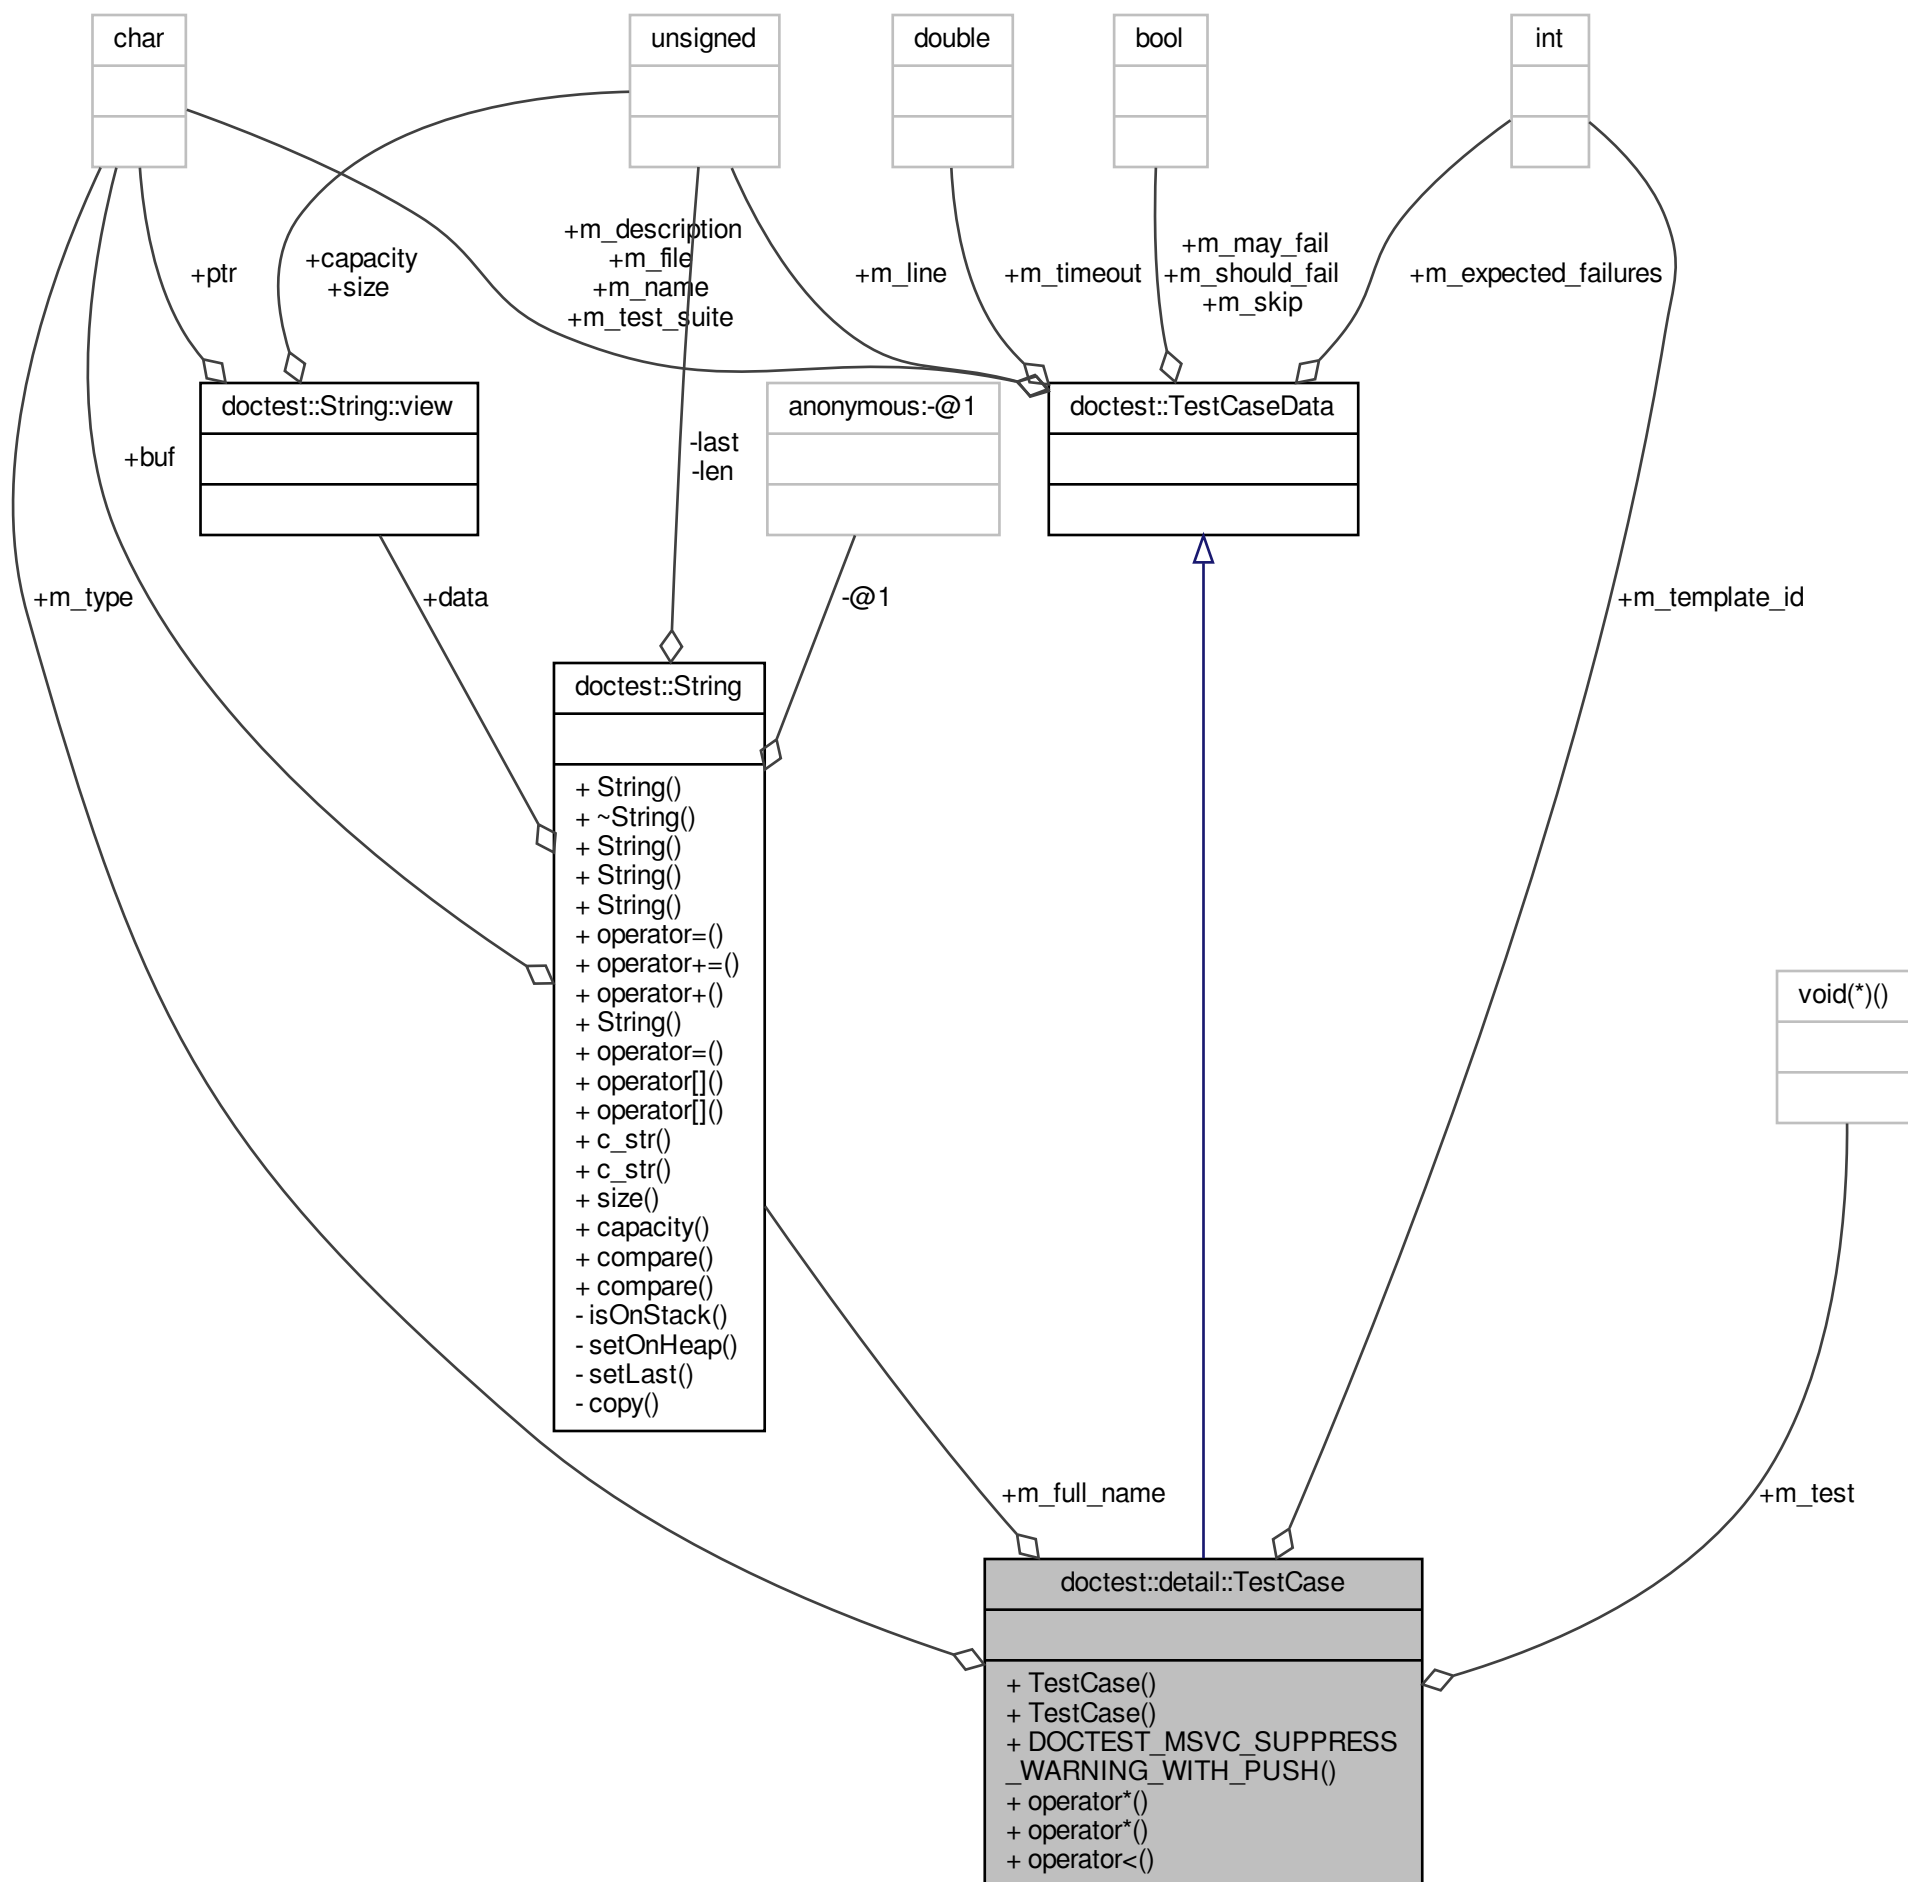 char
unsigned
double
bool
int
+m_description
+m_file
+m_name
+m_test_suite
+m_may_fail
+m_should_fail
+m_skip
+ptr
+capacity
+size
+m_line
+m_timeout
+m_expected_failures
doctest::String::view
anonymous:-@1
doctest::TestCaseData
+buf
-last
-len
+m_type
+data
-@1
+m_template_id
doctest::String
+ String()
+ ~String()
+ String()
+ String()
+ String()
+ operator=()
+ operator+=()
+ operator+()
+ String()
+ operator=()
+ operator[]()
+ operator[]()
+ c_str()
+ c_str()
+ size()
+ capacity()
+ compare()
+ compare()
- isOnStack()
- setOnHeap()
- setLast()
- copy()
void(*)()
+m_full_name
+m_test
doctest::detail::TestCase
+ TestCase()
+ TestCase()
+ DOCTEST_MSVC_SUPPRESS
_WARNING_WITH_PUSH()
+ operator*()
+ operator*()
+ operator<()